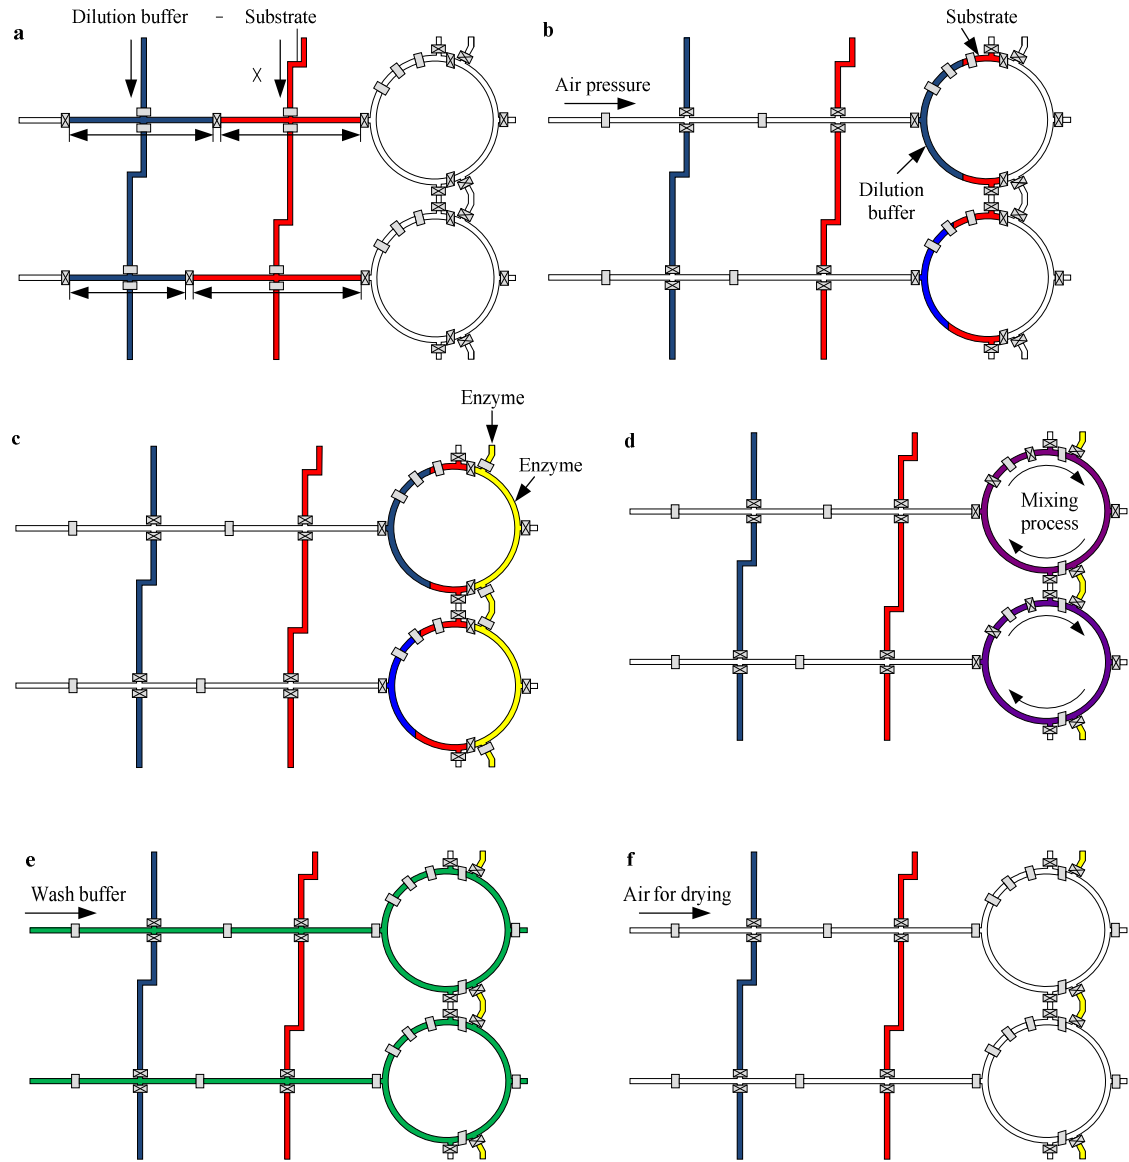 a
Dilution buffer - Substrate
X
b
Substrate
Air pressure
Dilution
buffer
c
Enzyme
Enzyme
d
Mixing
process
e
Wash buffer
f
Air for drying